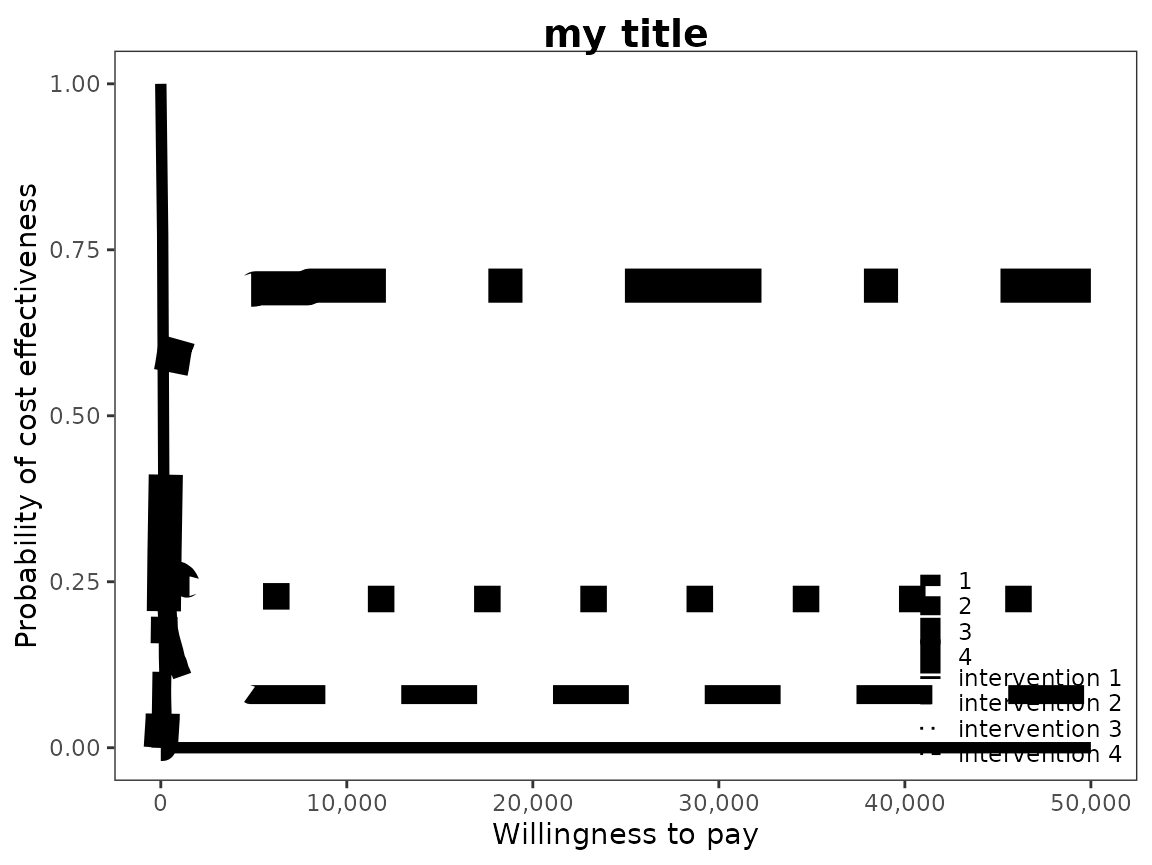 my title
Probability of cost effectiveness
1.00
0.75
0.50
0.25
0.00
1
2
3
4
intervention 1
intervention 2
intervention 3
intervention 4
0 10,000 20,000 30,000 40,000 50,000
Willingness to pay